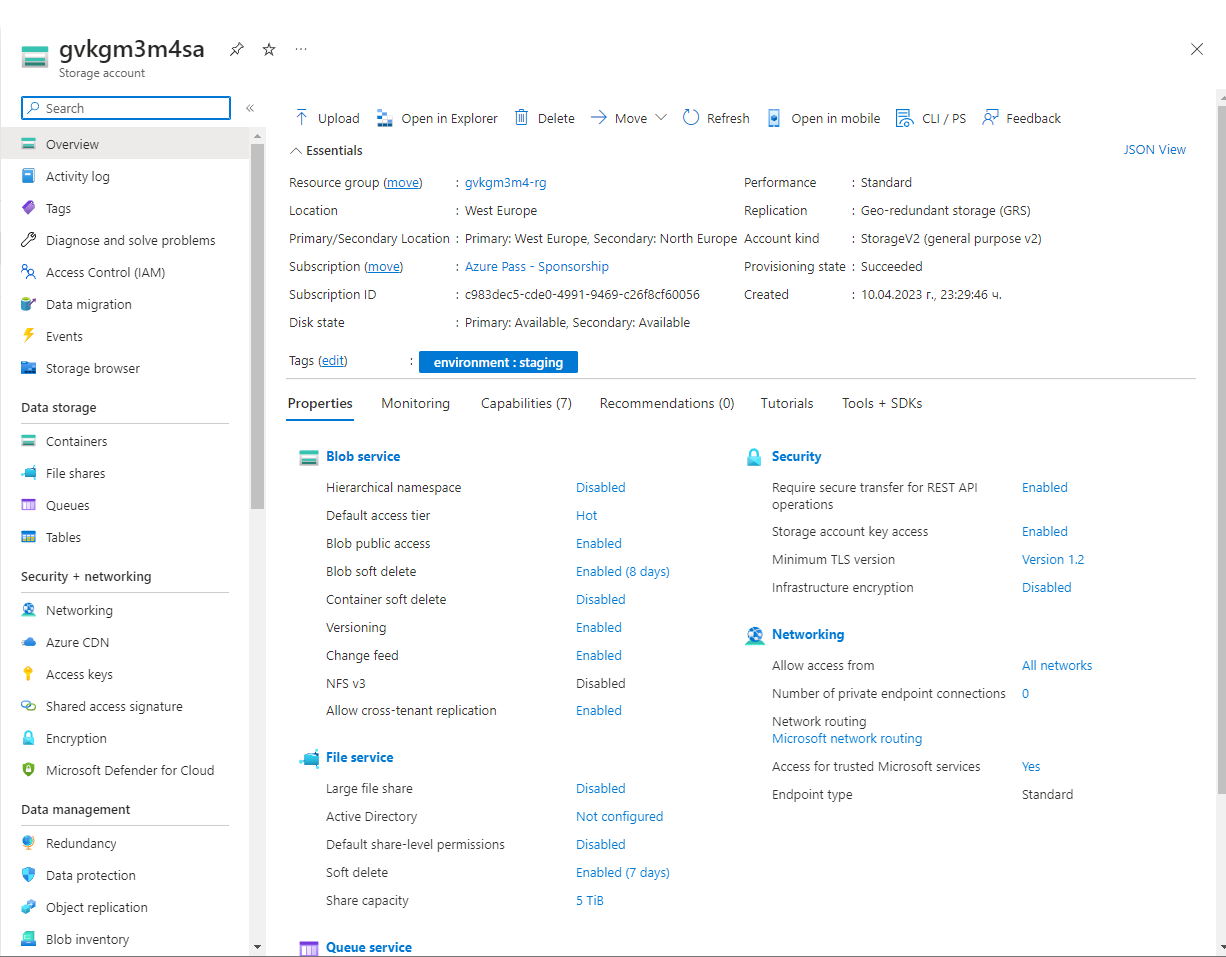 gvkgm3m4sa
Storage account
Search
Overview
Activity log
Tags
Diagnose and solve problems
Access Control (IAM)
Data migration
Events
Storage browser
Data storage
Containers
File shares
Queues
Tables
Security + networking
Networking
Azure CDN
Access keys
Shared access signature
Encryption
Microsoft Defender for Cloud
Data management
Redundancy
Data protection
Object replication
Blob inventory
Upload Open in Explorer Delete Move Refresh Open in mobile CLI / PS Feedback
Essentials JSON View
Resource group (move) : gvkgm3m4-rg
Location : West Europe
Primary/Secondary Location : Primary: West Europe, Secondary: North Europe
Subscription (move) : Azure Pass - Sponsorship
Subscription ID : c983dec5-cde0-4991-9469-c26f8cf60056
Disk state : Primary: Available, Secondary: Available
Performance : Standard
Replication : Geo-redundant storage (GRS)
Account kind : StorageV2 (general purpose v2)
Provisioning state : Succeeded
Created : 10.04.2023 г., 23:29:46 ч.
Tags (edit) : environment : staging
Properties Monitoring Capabilities (7) Recommendations (0) Tutorials Tools + SDKs
Blob service
Hierarchical namespace Disabled
Default access tier Hot
Blob public access Enabled
Blob soft delete Enabled (8 days)
Container soft delete Disabled
Versioning Enabled
Change feed Enabled
NFS v3 Disabled
Allow cross-tenant replication Enabled
File service
Large file share Disabled
Active Directory Not configured
Default share-level permissions Disabled
Soft delete Enabled (7 days)
Share capacity 5 TiB
Queue service
Security
Require secure transfer for REST API Enabled
operations
Storage account key access Enabled
Minimum TLS version Version 1.2
Infrastructure encryption Disabled
Networking
Allow access from All networks
Number of private endpoint connections 0
Network routing
Microsoft network routing
Access for trusted Microsoft services Yes
Endpoint type Standard